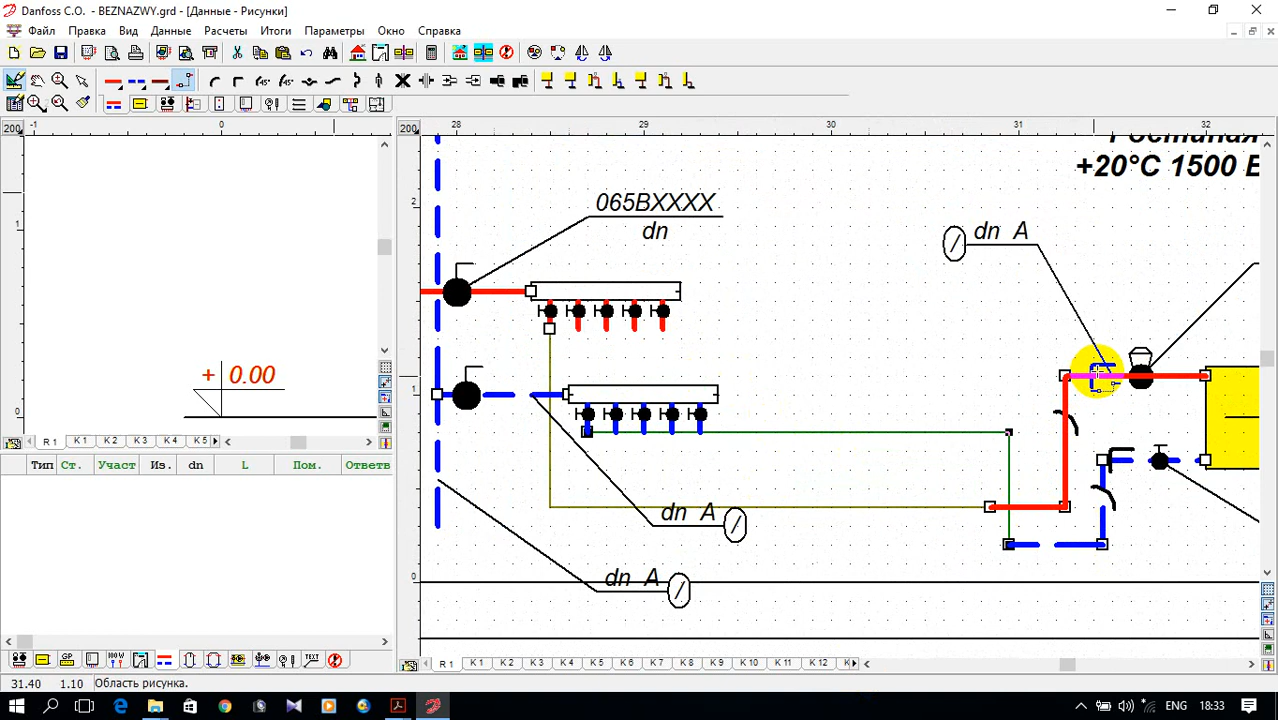 Danfoss C.O. - BEZNAZWY.grd - [Данные - Рисунки]
Файл Правка Вид Данные Расчеты Итоги Параметры Окно Справка
200 -1 0
200 28 29 30 31 32
+20°C 1500 В
2
065BXXXX
dn
dn A
1
1
+ 0.00
0
dn A
dn A
0
R 1 K 1 K 2 K 3 K 4 K 5
Тип Ст. Участ Из. dn L Пом. Ответв
R 1 K 1 K 2 K 3 K 4 K 5 K 6 K 7 K 8 K 9 K 10 K 11 K 12 K
31.40 1.10 Область рисунка.
ENG 18:33